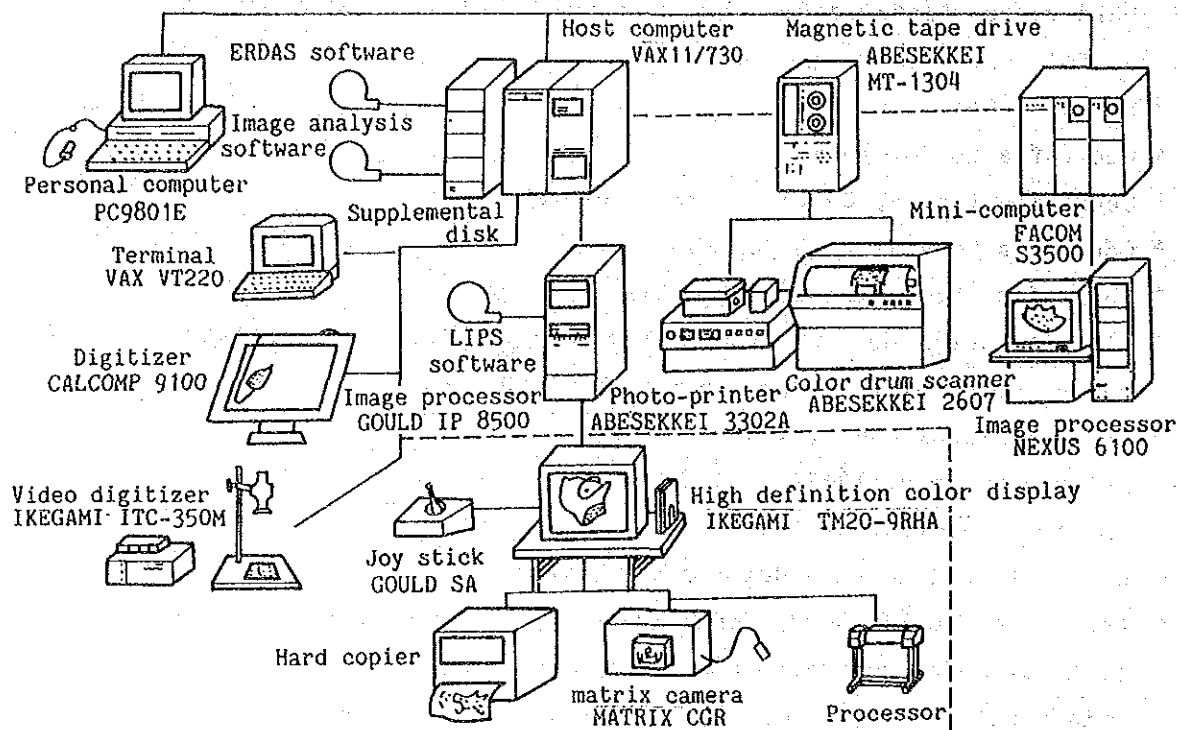 ERDAS software
Host computer
VAX11/730
Magnetic tape drive
ABESEKKEI
MT-1304
Image analysis
software
Personal computer
PC9801E
Supplemental
disk
Mini-computer
FACOM
S3500
Terminal
VAX VT220
LIPS
software
Digitizer
CALCOMP 9100
Image processor
GOULD IP 8500
Photo-printer
ABESEKKEI 3302A
Color drum scanner
ABESEKKEI 2607
Image processor
NEXUS 6100
Video digitizer
IKEGAMI ITC-350M
High definition color display
IKEGAMI TM20-9RHA
Joy stick
GOULD SA
Hard copier
matrix camera
MATRIX CGR
Processor